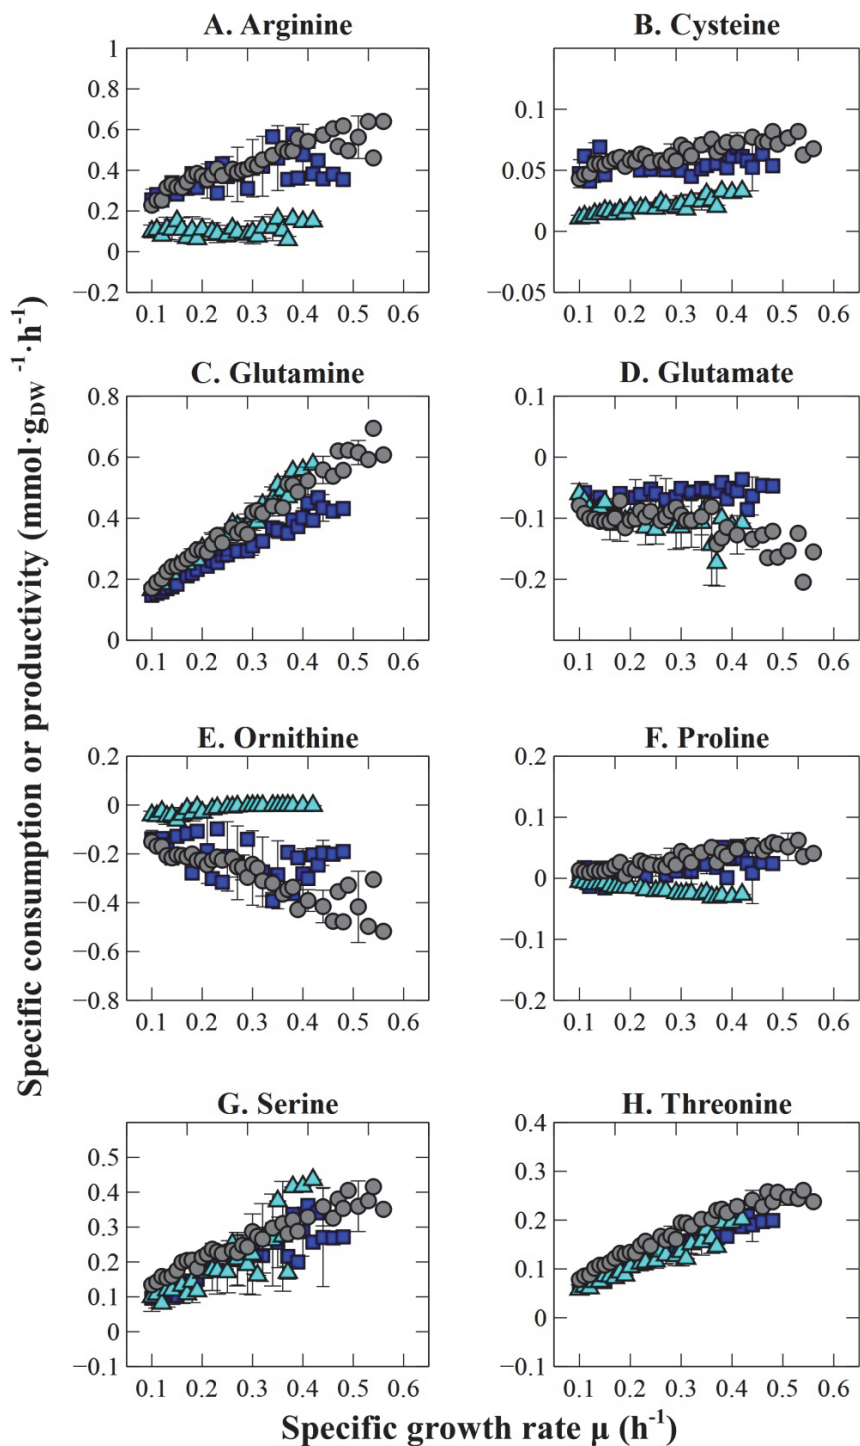 A. Arginine
B. Cysteine
1
0.8
0.6
0.4
0.2
0
−0.2
0.1
0.05
0
−0.05
0.1 0.2 0.3 0.4 0.5 0.6
0.1 0.2 0.3 0.4 0.5 0.6
C. Glutamine
D. Glutamate
0.8
0.6
0.4
0.2
0
0.1
0
−0.1
−0.2
0.1 0.2 0.3 0.4 0.5 0.6
0.1 0.2 0.3 0.4 0.5 0.6
E. Ornithine
F. Proline
0.2
0
−0.2
−0.4
−0.6
−0.8
0.2
0.1
0
−0.1
−0.2
0.1 0.2 0.3 0.4 0.5 0.6
0.1 0.2 0.3 0.4 0.5 0.6
G. Serine
H. Threonine
0.5
0.4
0.3
0.2
0.1
0
−0.1
0.4
0.3
0.2
0.1
0
−0.1
0.1 0.2 0.3 0.4 0.5 0.6
0.1 0.2 0.3 0.4 0.5 0.6
Specific consumption or productivity (mmol·g<sub>DW</sub><sup>-1</sup>·h<sup>-1</sup>)
Specific growth rate μ (h<sup>-1</sup>)